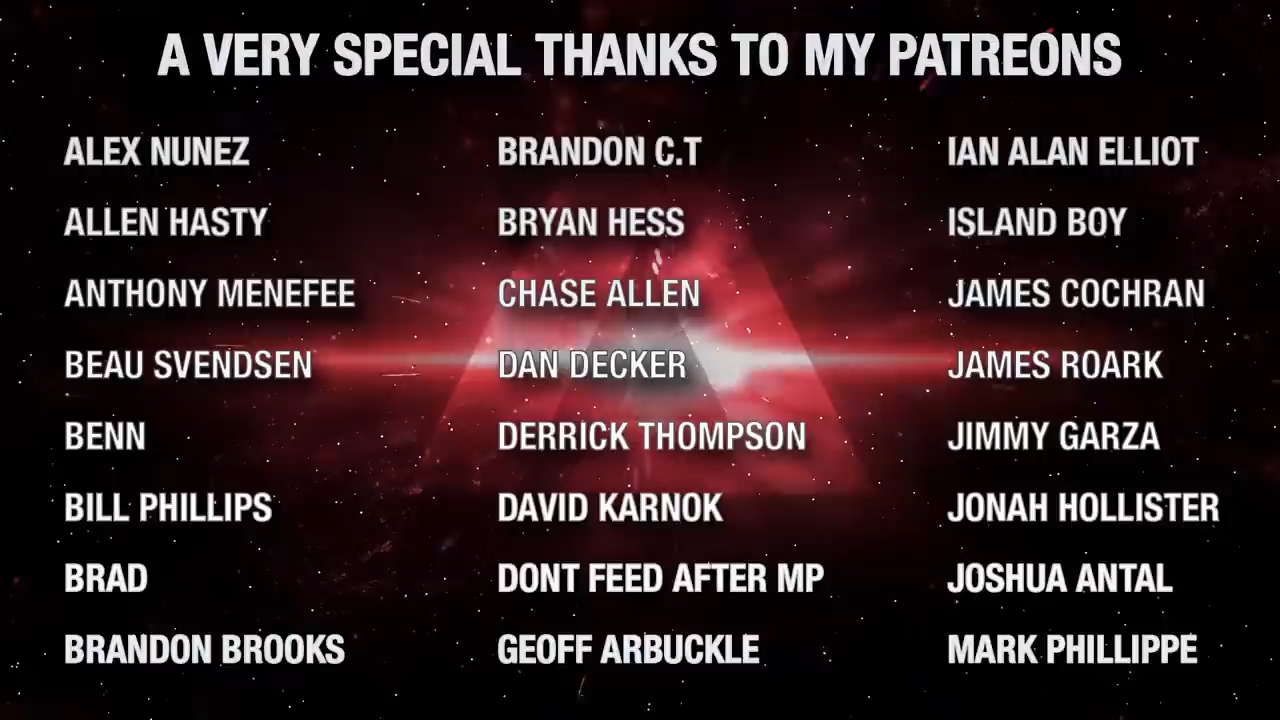 A VERY SPECIAL THANKS TO MY PATREONS
ALEX NUNEZ
ALLEN HASTY
ANTHONY MENEFEE
BEAU SVENDSEN
BENN
BILL PHILLIPS
BRAD
BRANDON BROOKS
BRANDON C.T
BRYAN HESS
CHASE ALLEN
DAN DECKER
DERRICK THOMPSON
DAVID KARNOK
DONT FEED AFTER MP
GEOFF ARBUCKLE
IAN ALAN ELLIOT
ISLAND BOY
JAMES COCHRAN
JAMES ROARK
JIMMY GARZA
JONAH HOLLISTER
JOSHUA ANTAL
MARK PHILLIPPE